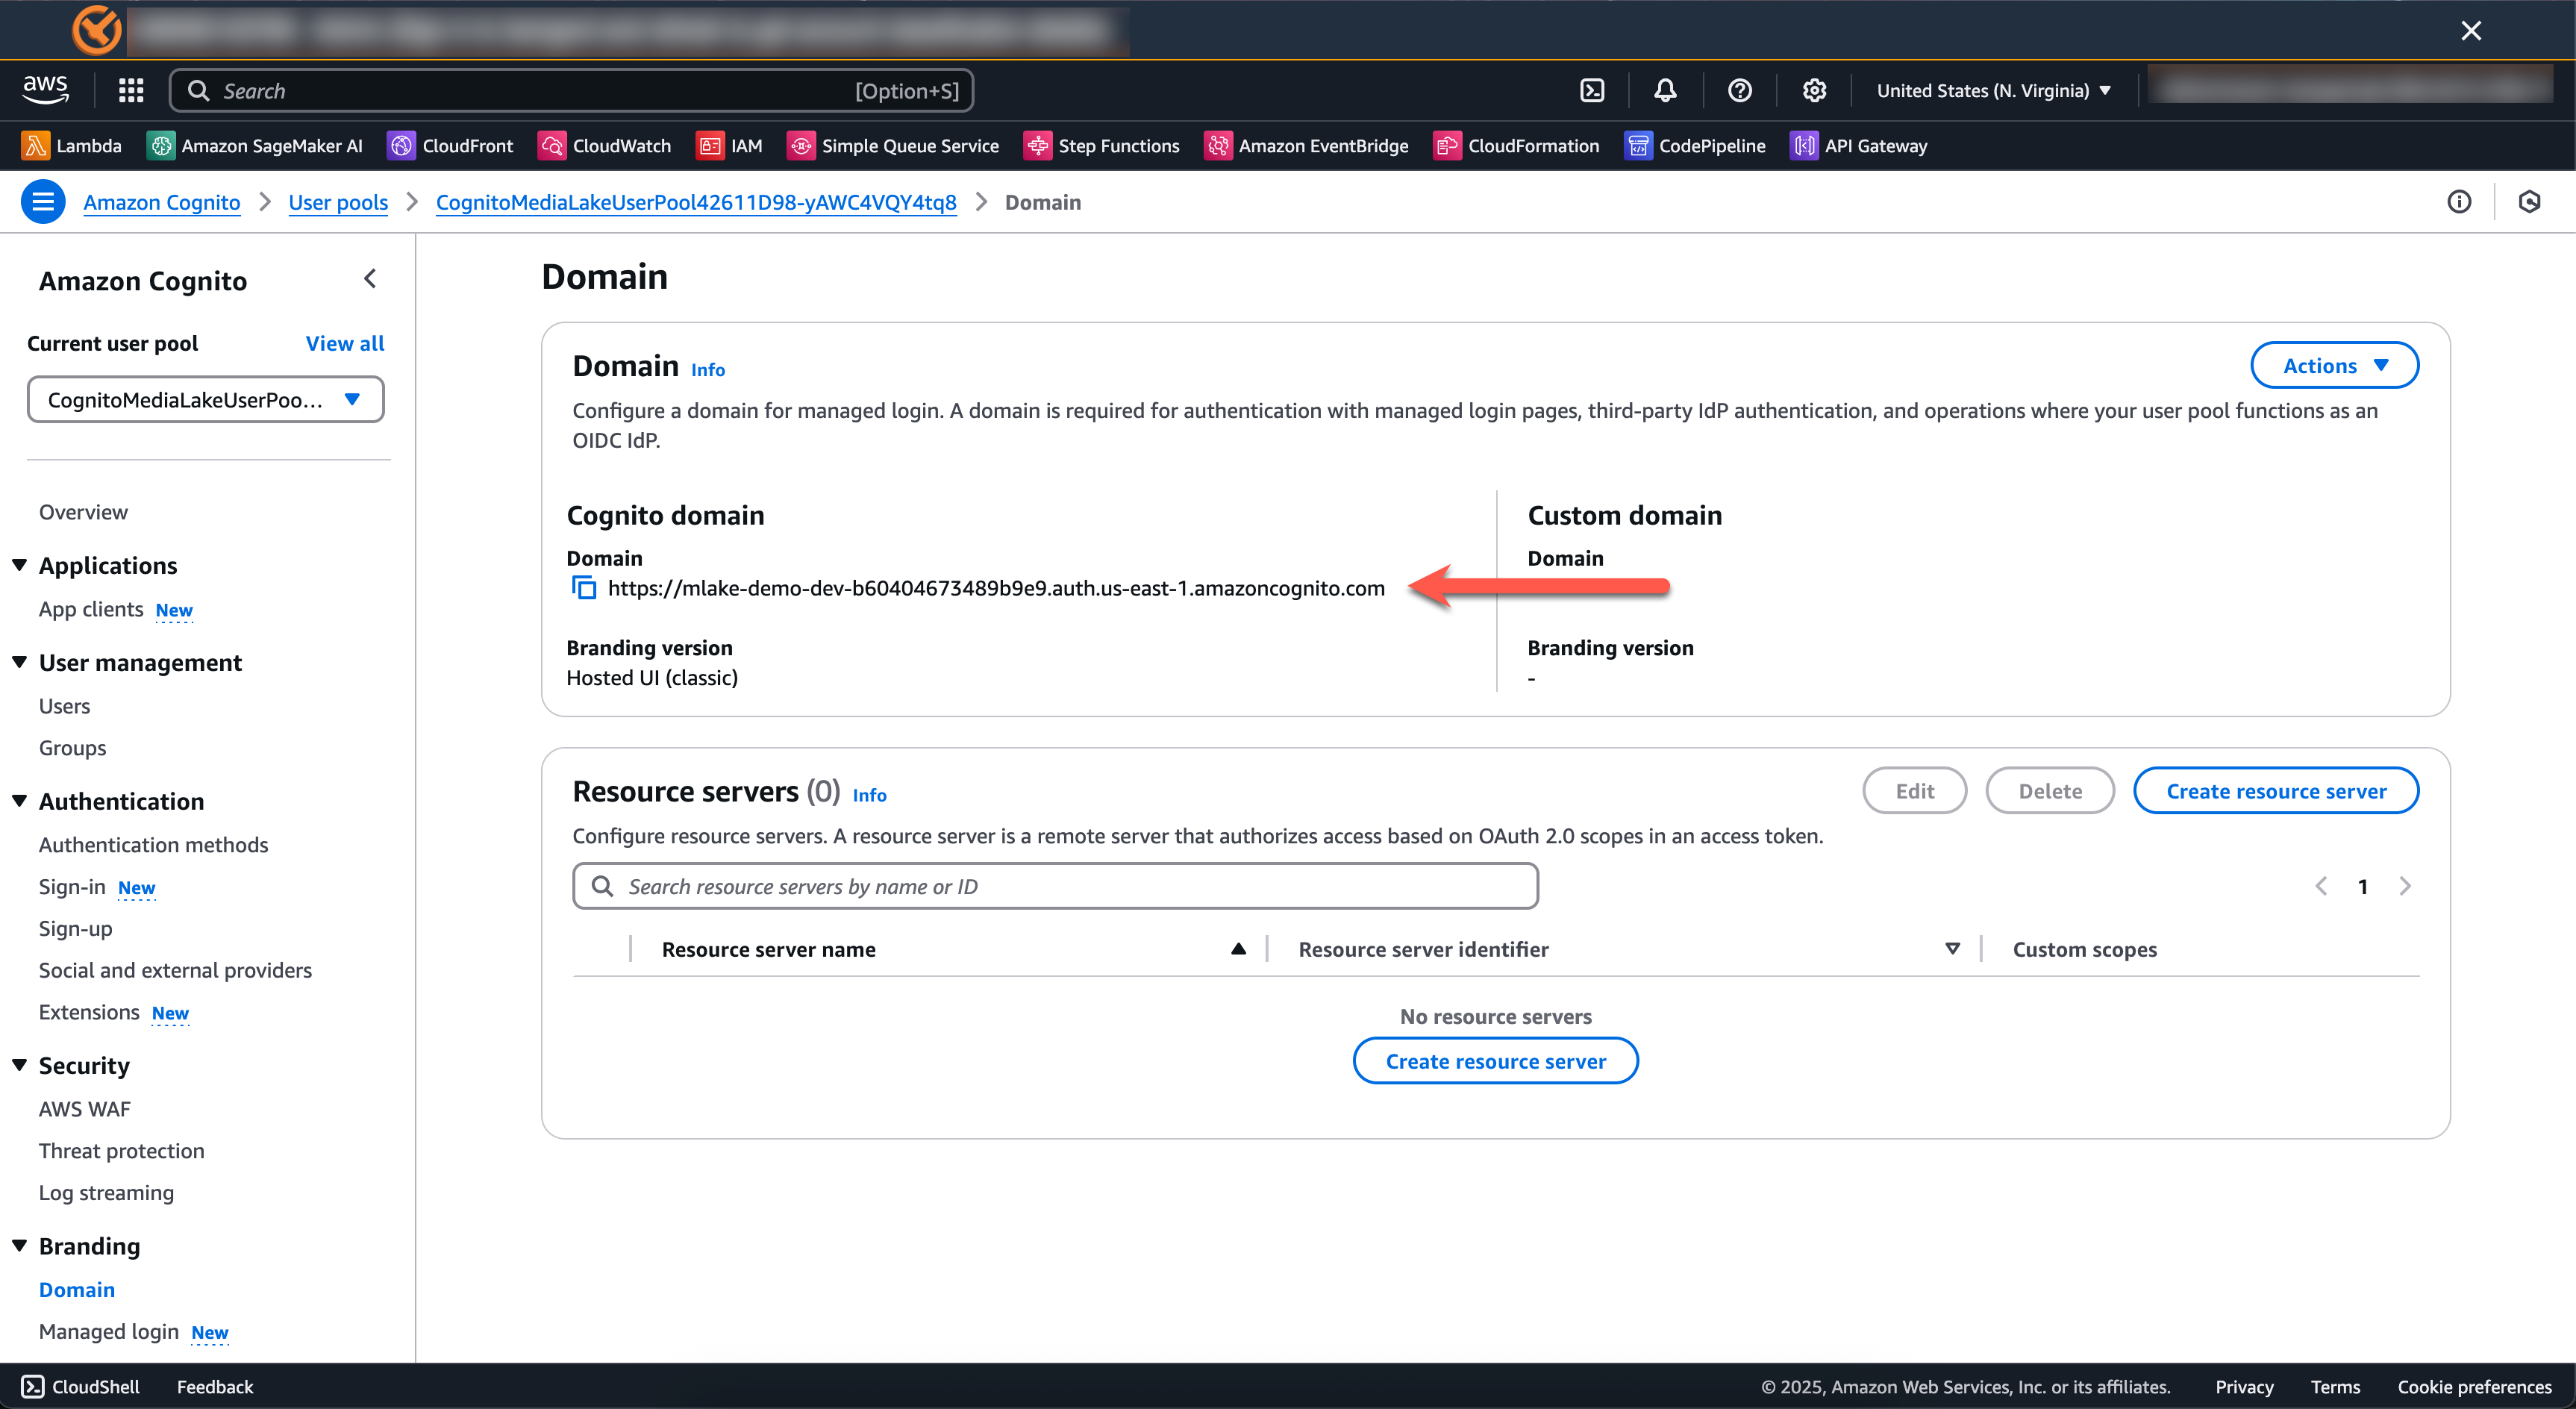 aws
Search [Option+S]
United States (N. Virginia)
Lambda Amazon SageMaker AI CloudFront CloudWatch IAM Simple Queue Service Step Functions Amazon EventBridge CloudFormation CodePipeline API Gateway
Amazon Cognito User pools CognitoMediaLakeUserPool42611D98-yAWC4VQY4tq8 Domain
Amazon Cognito
Current user pool View all
CognitoMediaLakeUserPoo...
Overview
Applications
App clients New
User management
Users
Groups
Authentication
Authentication methods
Sign-in New
Sign-up
Social and external providers
Extensions New
Security
AWS WAF
Threat protection
Log streaming
Branding
Domain
Managed login New
Domain
Domain Info
Actions
Configure a domain for managed login. A domain is required for authentication with managed login pages, third-party IdP authentication, and operations where your user pool functions as an
OIDC IdP.
Cognito domain
Domain
https://mlake-demo-dev-b60404673489b9e9.auth.us-east-1.amazoncognito.com
Branding version
Hosted UI (classic)
Custom domain
Domain
Branding version
-
Resource servers (0) Info
Edit Delete Create resource server
Configure resource servers. A resource server is a remote server that authorizes access based on OAuth 2.0 scopes in an access token.
Search resource servers by name or ID
1
Resource server name Resource server identifier Custom scopes
No resource servers
Create resource server
CloudShell Feedback
© 2025, Amazon Web Services, Inc. or its affiliates. Privacy Terms Cookie preferences